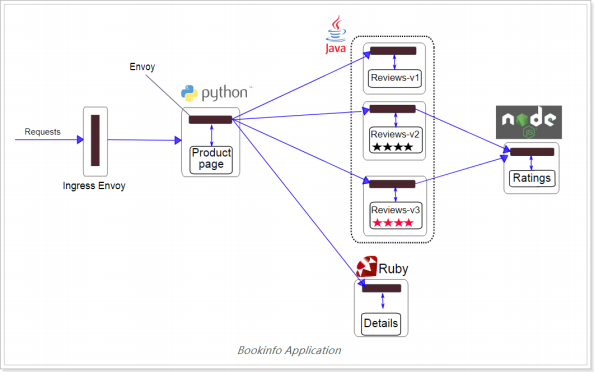 Java
Envoy
python
Reviews-v1
node
JS
Requests
Reviews-v2
Product
page
Ratings
Ingress Envoy
Reviews-v3
Ruby
Details
Bookinfo Application